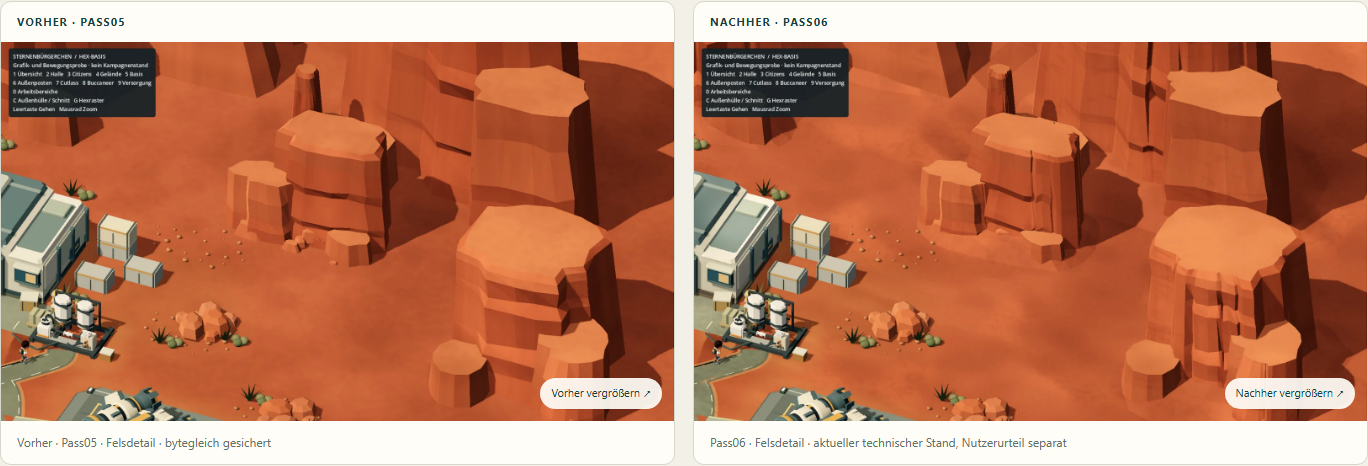 VORHER · PASS05
STERNENBÜRGERCHEN / HEX-BASIS
Grafik- und Bewegungsprobe · kein Kampagnenstand
1 Übersicht 2 Halle 3 Citizens 4 Gelände 5 Basis
6 Außenposten 7 Cutlass 8 Buccaneer 9 Versorgung
0 Arbeitsbereiche
C Außenhülle / Schnitt G Hexraster
Leertaste Gehen Mausrad Zoom
Vorher vergrößern ↗
Vorher · Pass05 · Felsdetail · bytegleich gesichert
NACHHER · PASS06
STERNENBÜRGERCHEN / HEX-BASIS
Grafik- und Bewegungsprobe · kein Kampagnenstand
1 Übersicht 2 Halle 3 Citizens 4 Gelände 5 Basis
6 Außenposten 7 Cutlass 8 Buccaneer 9 Versorgung
0 Arbeitsbereiche
C Außenhülle / Schnitt G Hexraster
Leertaste Gehen Mausrad Zoom
Nachher vergrößern ↗
Pass06 · Felsdetail · aktueller technischer Stand, Nutzerurteil separat